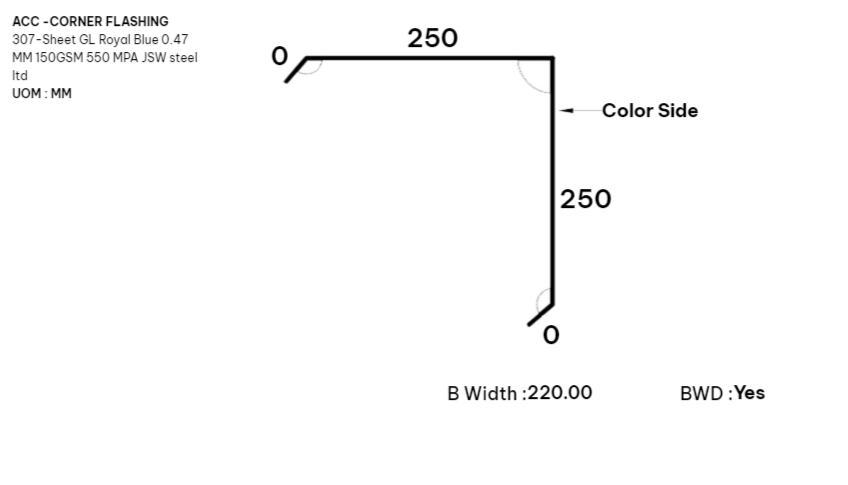 ACC -CORNER FLASHING
307-Sheet GL Royal Blue 0.47
MM 150GSM 550 MPA JSW steel
ltd
UOM : MM
250
0
Color Side
250
0
B Width :220.00
BWD :Yes